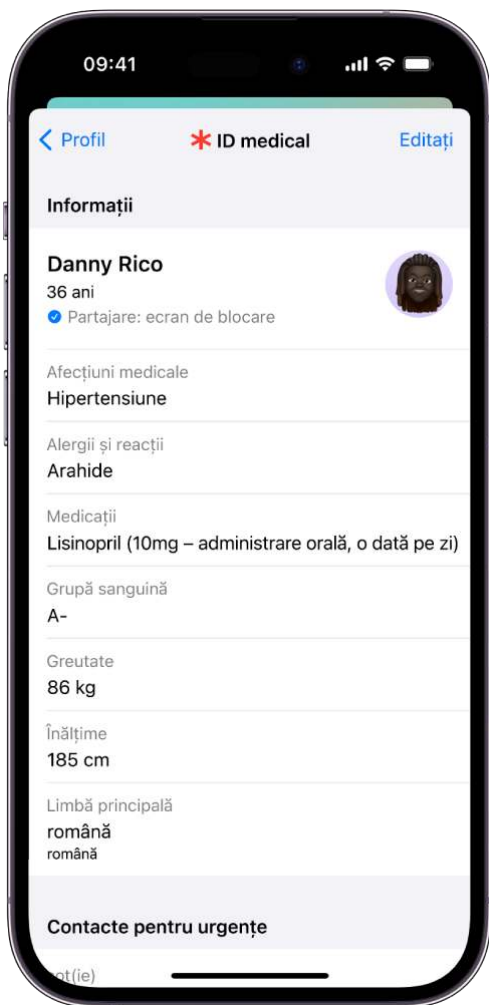 09:41
Profil
ID medical
Editați
Informații
Danny Rico
36 ani
Partajare: ecran de blocare
Afecțiuni medicale
Hipertensiune
Alergii și reacții
Arahide
Medicații
Lisinopril (10mg – administrare orală, o dată pe zi)
Grupă sanguină
A-
Greutate
86 kg
Înălțime
185 cm
Limbă principală
română
română
Contacte pentru urgențe